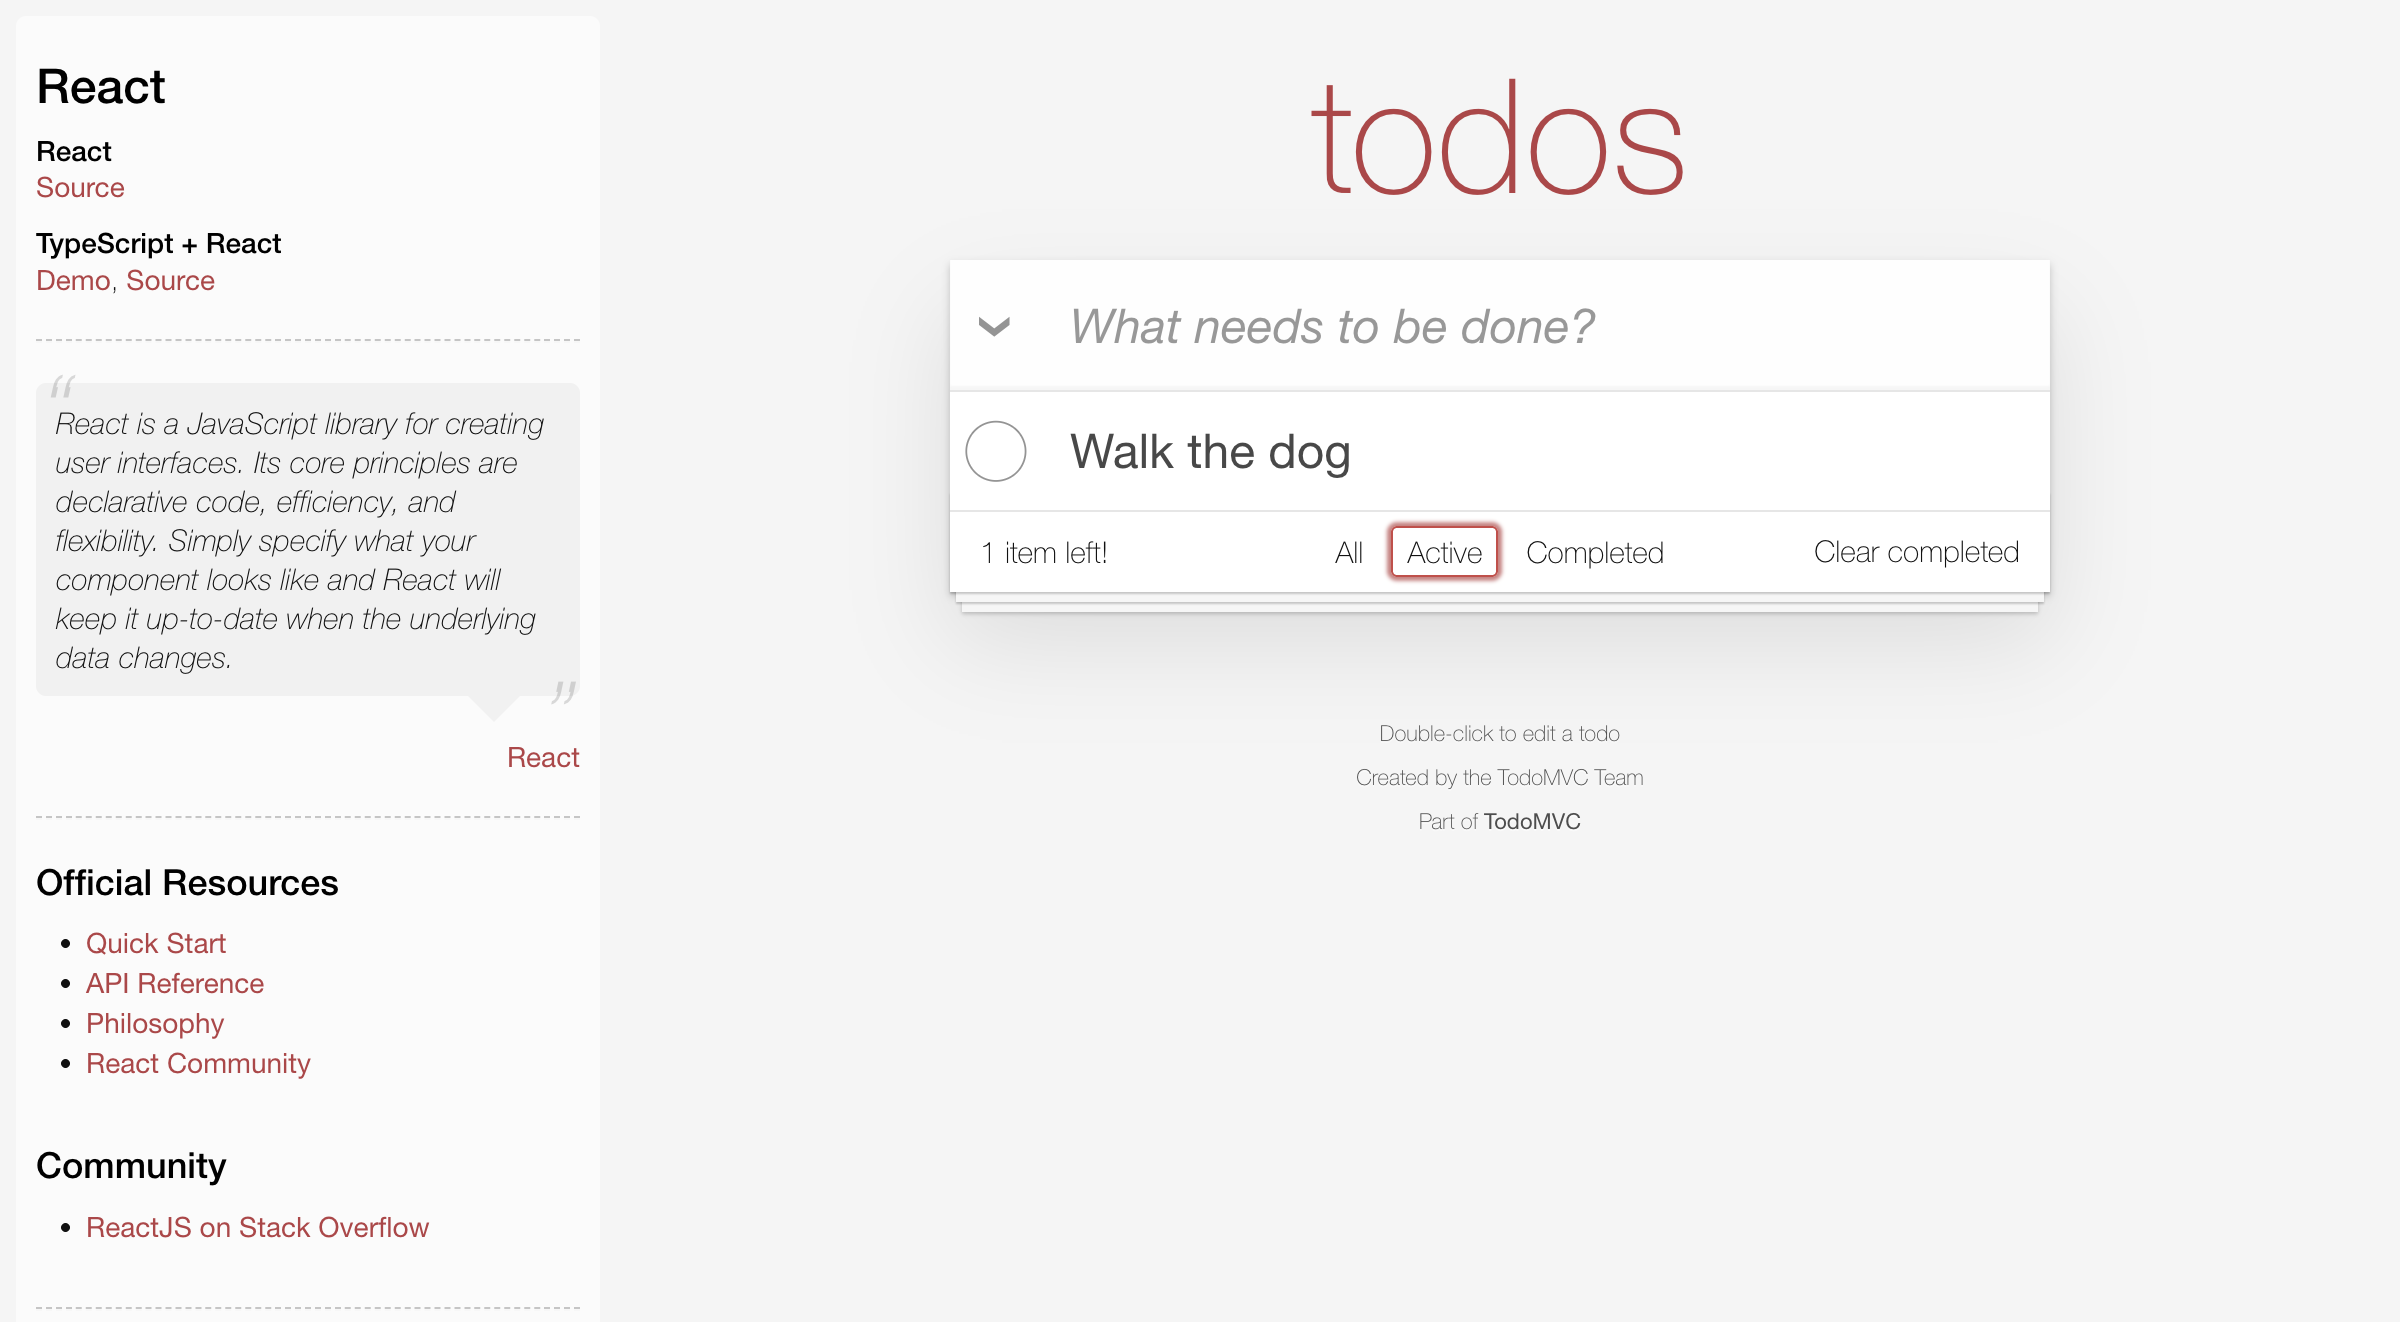 React
React
Source
TypeScript + React
Demo, Source
“
React is a JavaScript library for creating
user interfaces. Its core principles are
declarative code, efficiency, and
flexibility. Simply specify what your
component looks like and React will
keep it up-to-date when the underlying
data changes.
”
React
Official Resources
• Quick Start
• API Reference
• Philosophy
• React Community
Community
• ReactJS on Stack Overflow
todos
What needs to be done?
Walk the dog
1 item left! All Active Completed Clear completed
Double-click to edit a todo
Created by the TodoMVC Team
Part of TodoMVC